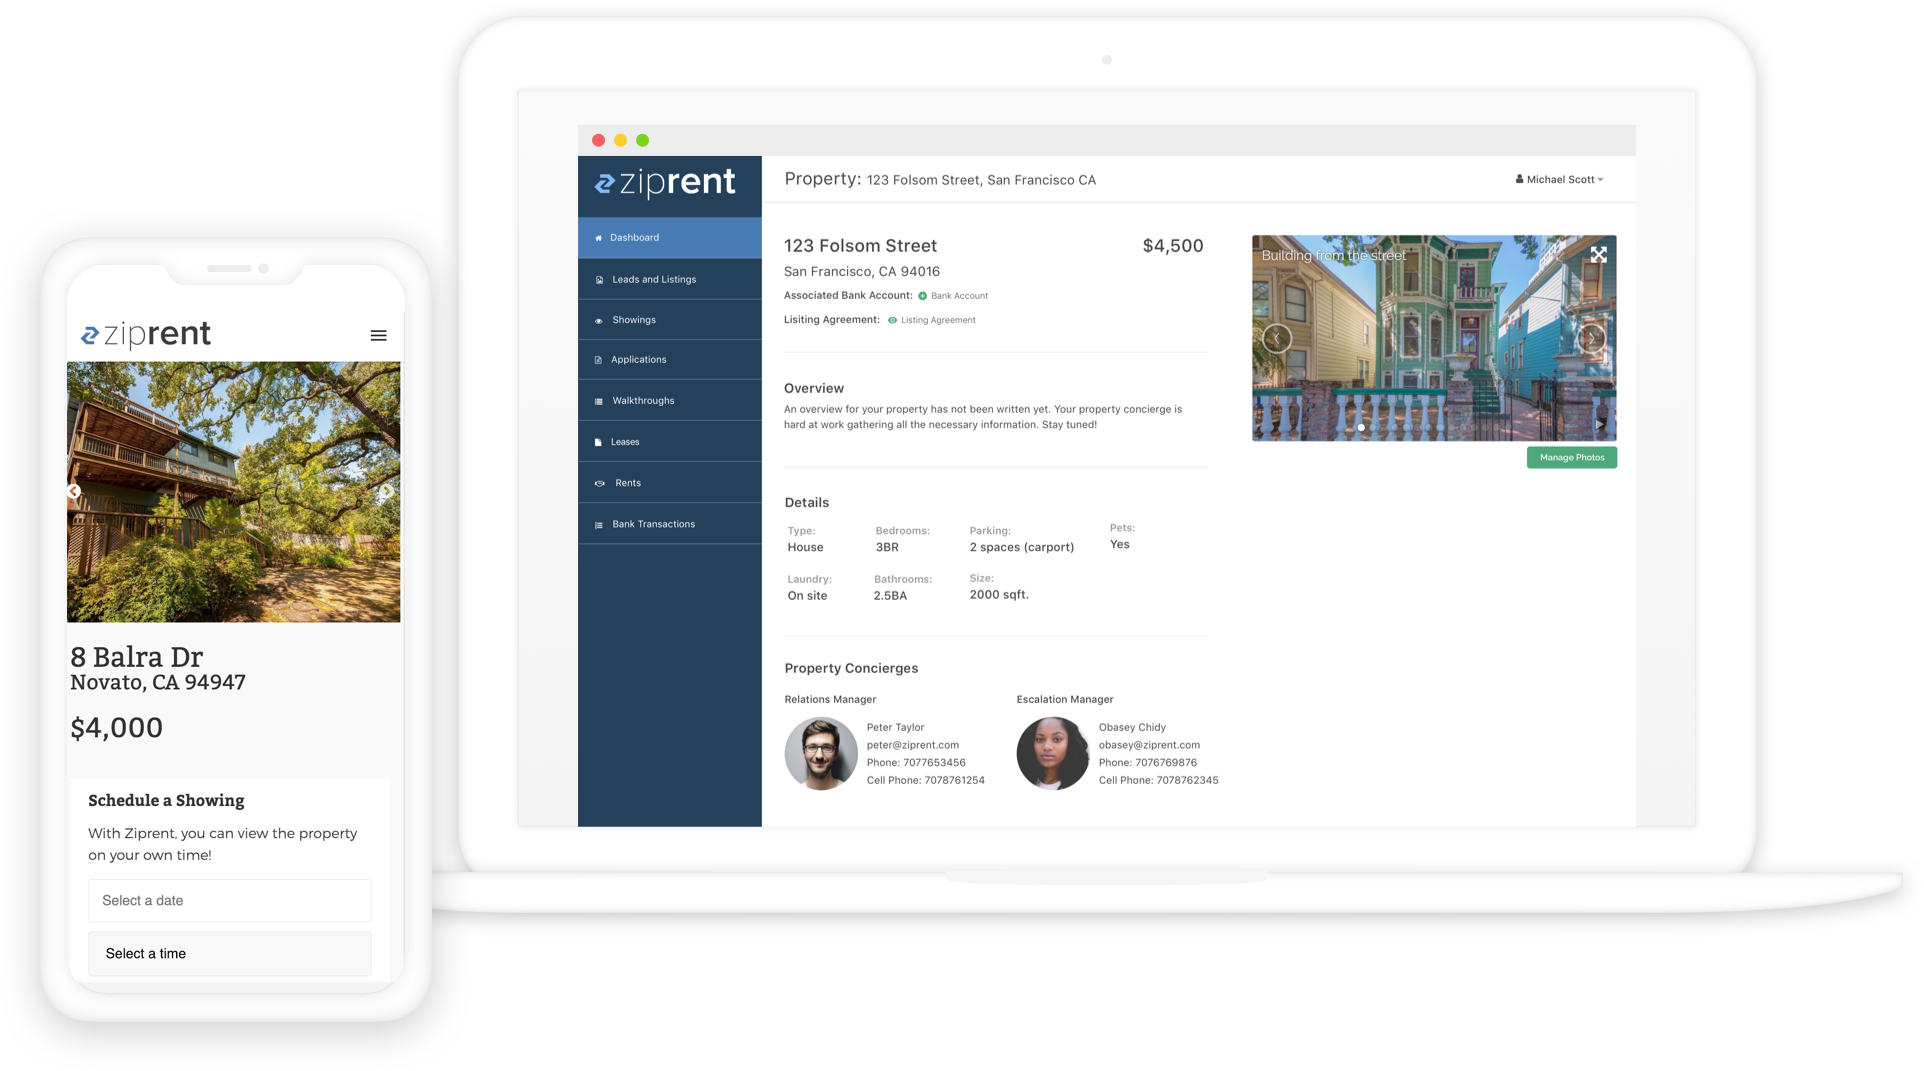 ziprent
8 Balra Dr
Novato, CA 94947
$4,000
Schedule a Showing
With Ziprent, you can view the property
on your own time!
Select a date
Select a time
ziprent
Dashboard
Leads and Listings
Showings
Applications
Walkthroughs
Leases
Rents
Bank Transactions
Property: 123 Folsom Street, San Francisco CA
Michael Scott
123 Folsom Street
$4,500
San Francisco, CA 94016
Associated Bank Account: Bank Account
Lisiting Agreement: Listing Agreement
Building from the street
Manage Photos
Overview
An overview for your property has not been written yet. Your property concierge is
hard at work gathering all the necessary information. Stay tuned!
Details
Type: Bedrooms: Parking: Pets:
House 3BR 2 spaces (carport) Yes
Laundry: Bathrooms: Size:
On site 2.5BA 2000 sqft.
Property Concierges
Relations Manager
Peter Taylor
peter@ziprent.com
Phone: 7077653456
Cell Phone: 7078761254
Escalation Manager
Obasey Chidy
obasey@ziprent.com
Phone: 7076769876
Cell Phone: 7078762345